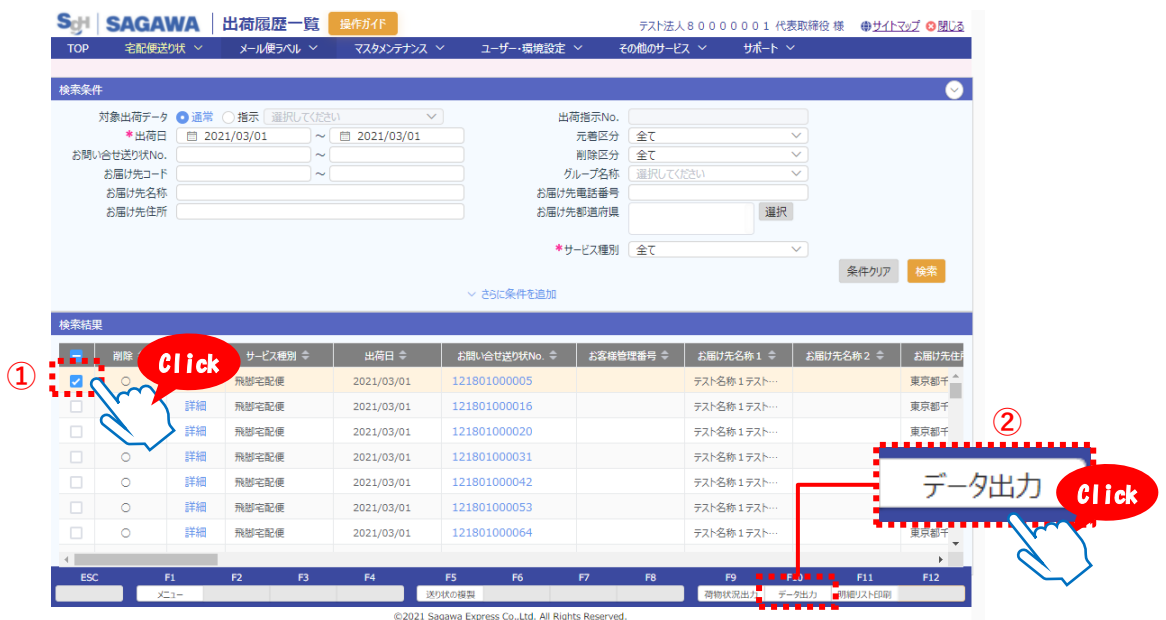 SGH SAGAWA 出荷履歴一覧 操作ガイド テスト法人８００００００１ 代表取締役 様 サイトマップ 閉じる
TOP 宅配便送り状 メール便ラベル マスタメンテナンス ユーザー・環境設定 その他のサービス サポート
検索条件
対象出荷データ 通常 指示 選択してください 出荷指示No.
*出荷日 2021/03/01 ～ 2021/03/01 元着区分 全て
お問い合せ送り状No. ～ 削除区分 全て
お届け先コード ～ グループ名称 選択してください
お届け先名称 お届け先電話番号
お届け先住所 お届け先都道府県 選択
*サービス種別 全て
条件クリア 検索
さらに条件を追加
検索結果
削除 サービス種別 出荷日 お問い合せ送り状No. お客様管理番号 お届け先名称１ お届け先名称２ お届け先住所
① Click
○ 飛脚宅配便 2021/03/01 121801000005 テスト名称１テスト… 東京都千
詳細 飛脚宅配便 2021/03/01 121801000016 テスト名称１テスト… 東京都千
詳細 飛脚宅配便 2021/03/01 121801000020 テスト名称１テスト… 東京都千
○ 詳細 飛脚宅配便 2021/03/01 121801000031 テスト名称１テスト…
○ 詳細 飛脚宅配便 2021/03/01 121801000042 テスト名称１テスト…
○ 詳細 飛脚宅配便 2021/03/01 121801000053 テスト名称１テスト…
○ 詳細 飛脚宅配便 2021/03/01 121801000064 テスト名称１テスト… 東京都千
②
データ出力 Click
ESC F1 F2 F3 F4 F5 F6 F7 F8 F9 F10 F11 F12
メニュー 送り状の複製 荷物状況出力 データ出力 明細リスト印刷
©2021 Sagawa Express Co.,Ltd. All Rights Reserved.